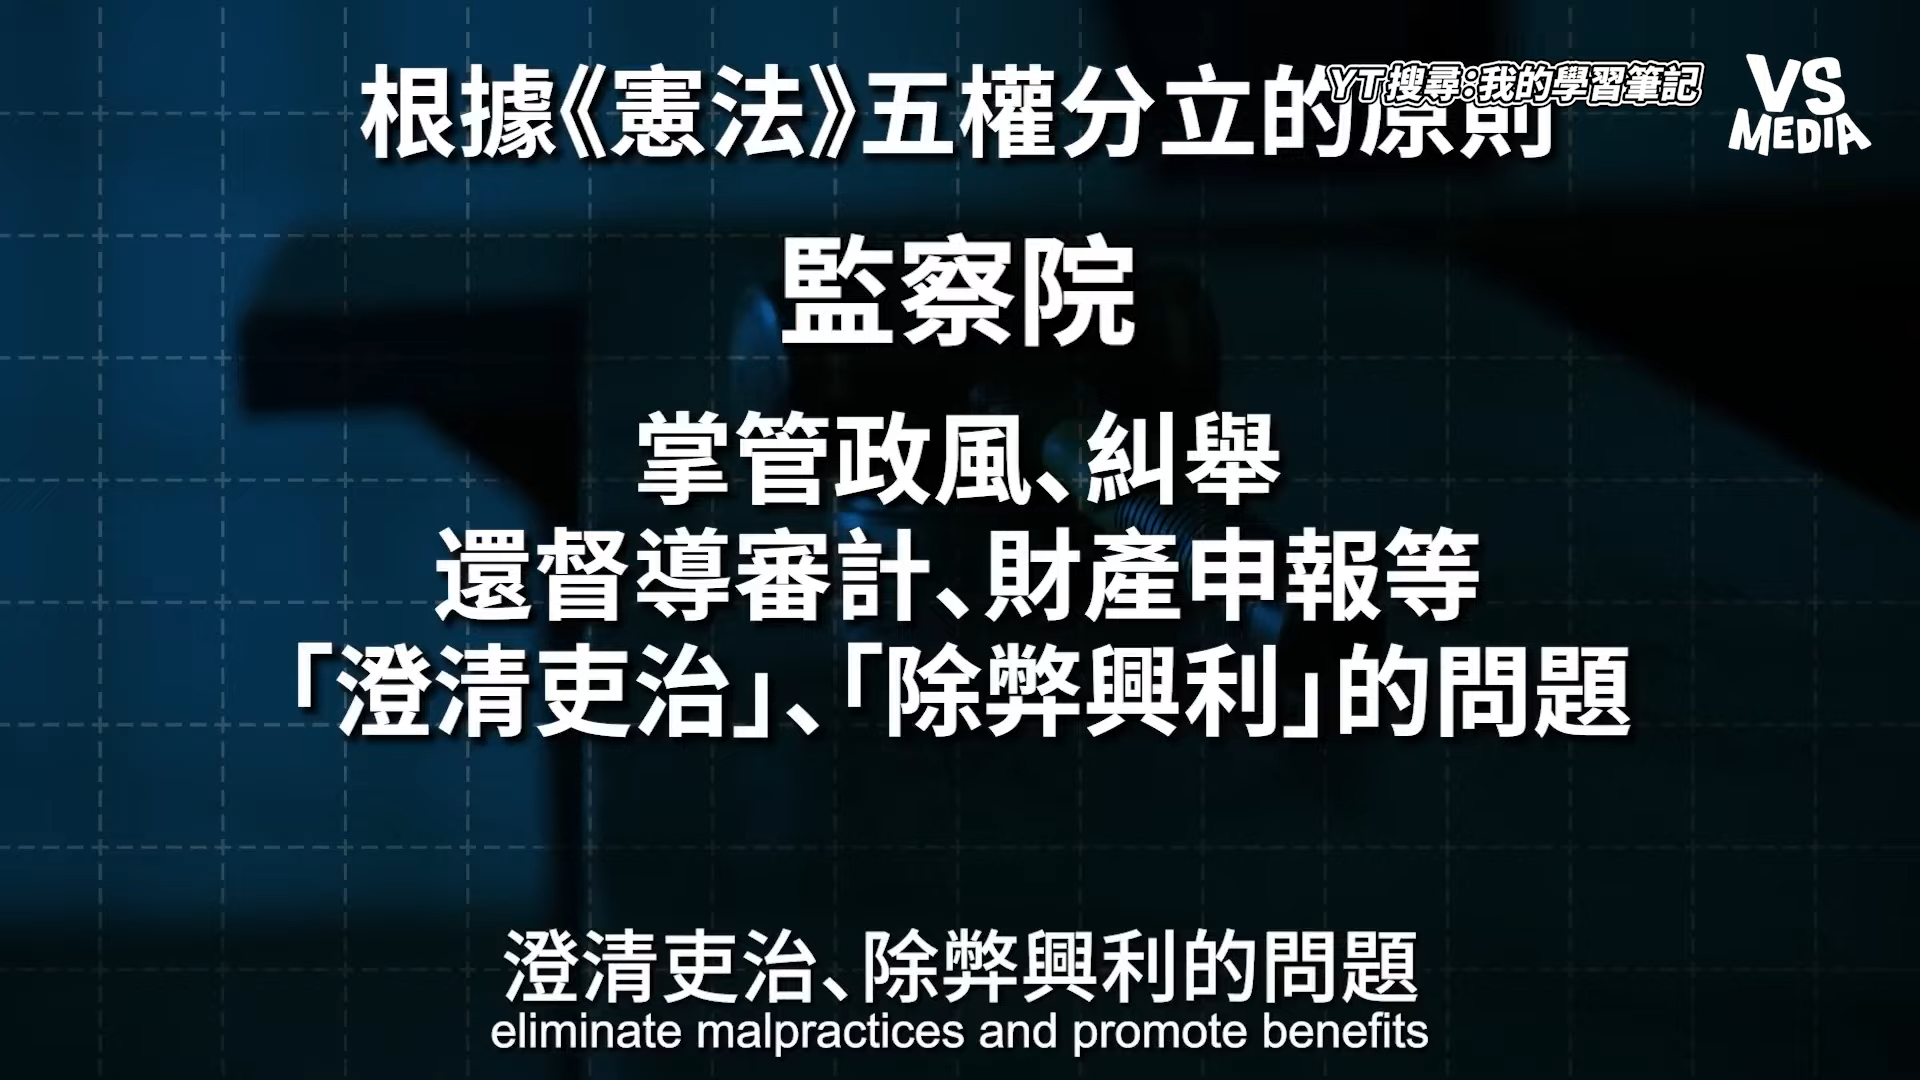 根據《憲法》五權分立的原則
YT搜尋:我的學習筆記
VS
MEDIA
監察院
掌管政風、糾舉
還督導審計、財產申報等
「澄清吏治」、「除弊興利」的問題
澄清吏治、除弊興利的問題
eliminate malpractices and promote benefits